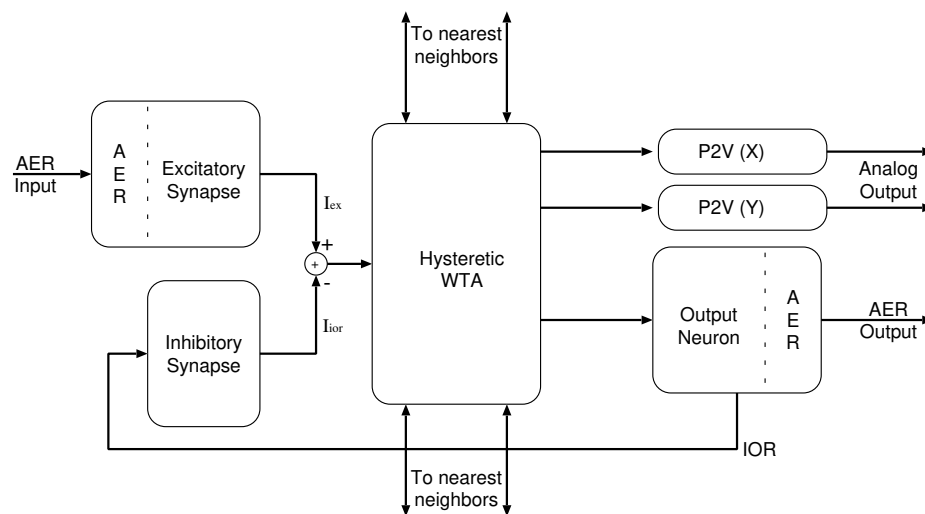 To nearest
neighbors
AER
Input
A
E
R
Excitatory
Synapse
Iex
+
+
-
Iior
Inhibitory
Synapse
Hysteretic
WTA
P2V (X)
P2V (Y)
Analog
Output
Output
Neuron
A
E
R
AER
Output
IOR
To nearest
neighbors